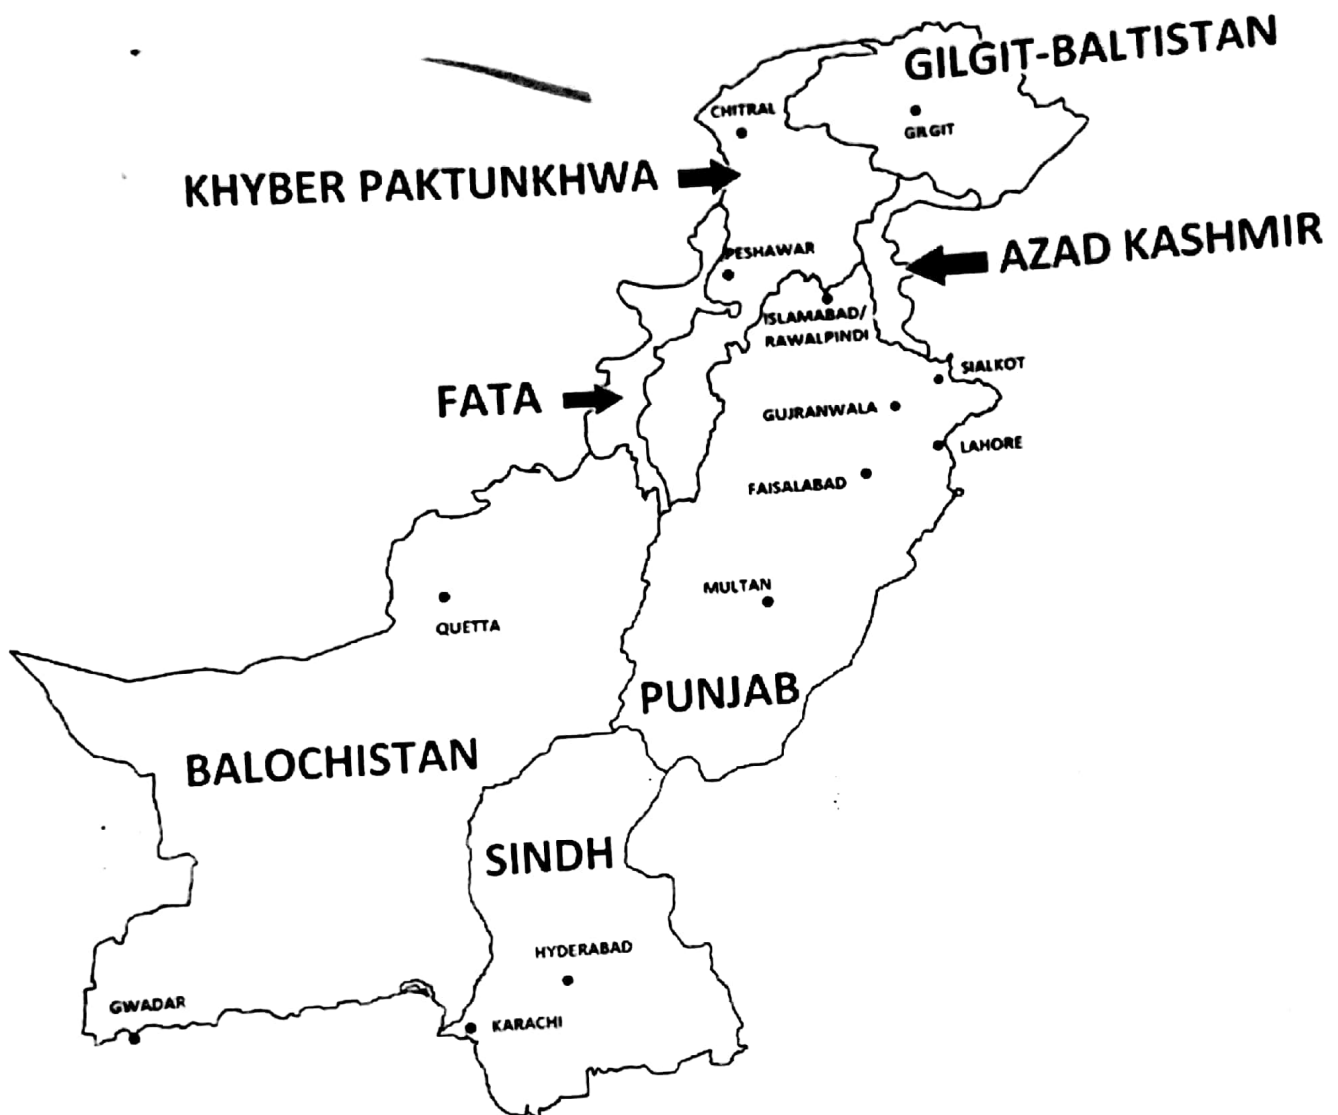 GILGIT-BALTISTAN
CHITRAL
GRGIT
KHYBER PAKTUNKHWA
AZAD KASHMIR
PESHAWAR
ISLAMABAD/
RAWALPINDI
SIALKOT
FATA
GUJRANWALA
LAHORE
FAISALABAD
MULTAN
QUETTA
PUNJAB
BALOCHISTAN
SINDH
HYDERABAD
GWADAR
KARACHI